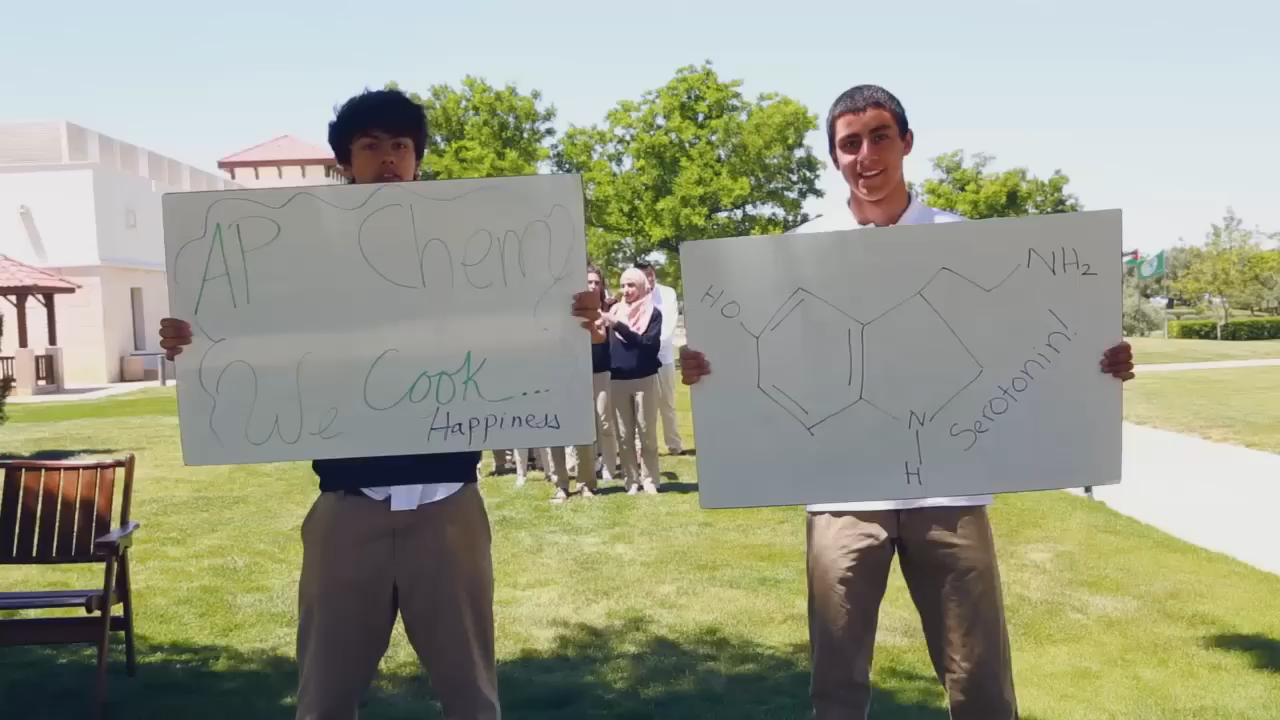 AP Chem
We Cook...
Happiness
HO
NH₂
N
H
Serotonin!